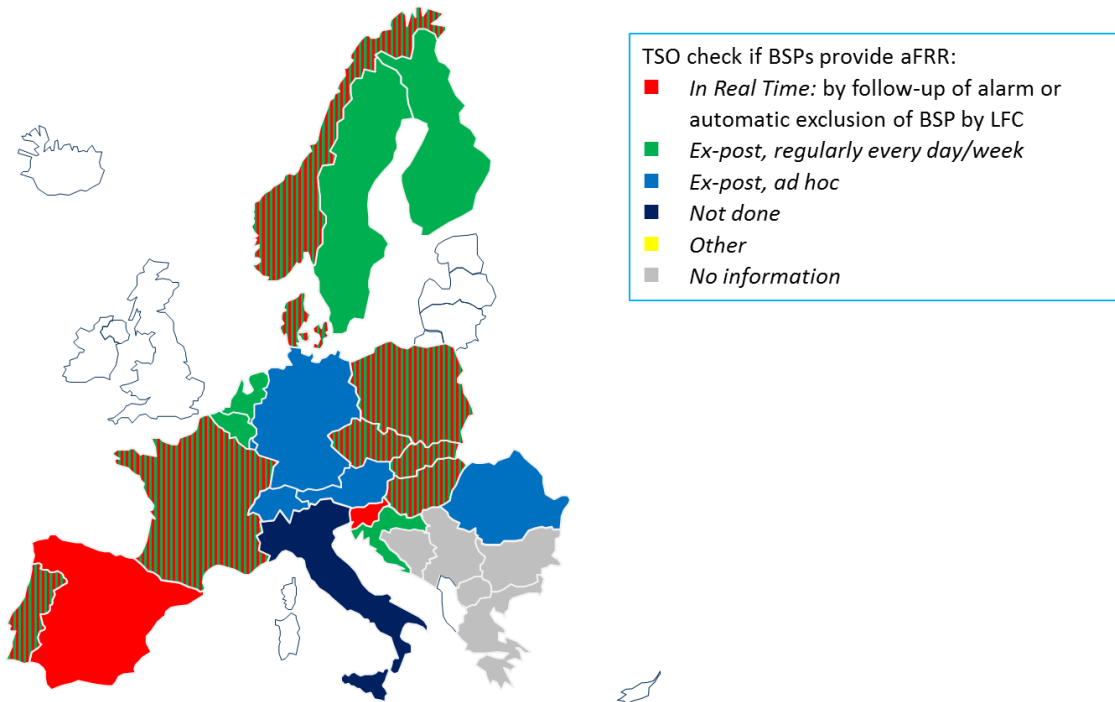 TSO check if BSPs provide aFRR:
In Real Time: by follow-up of alarm or
automatic exclusion of BSP by LFC
Ex-post, regularly every day/week
Ex-post, ad hoc
Not done
Other
No information